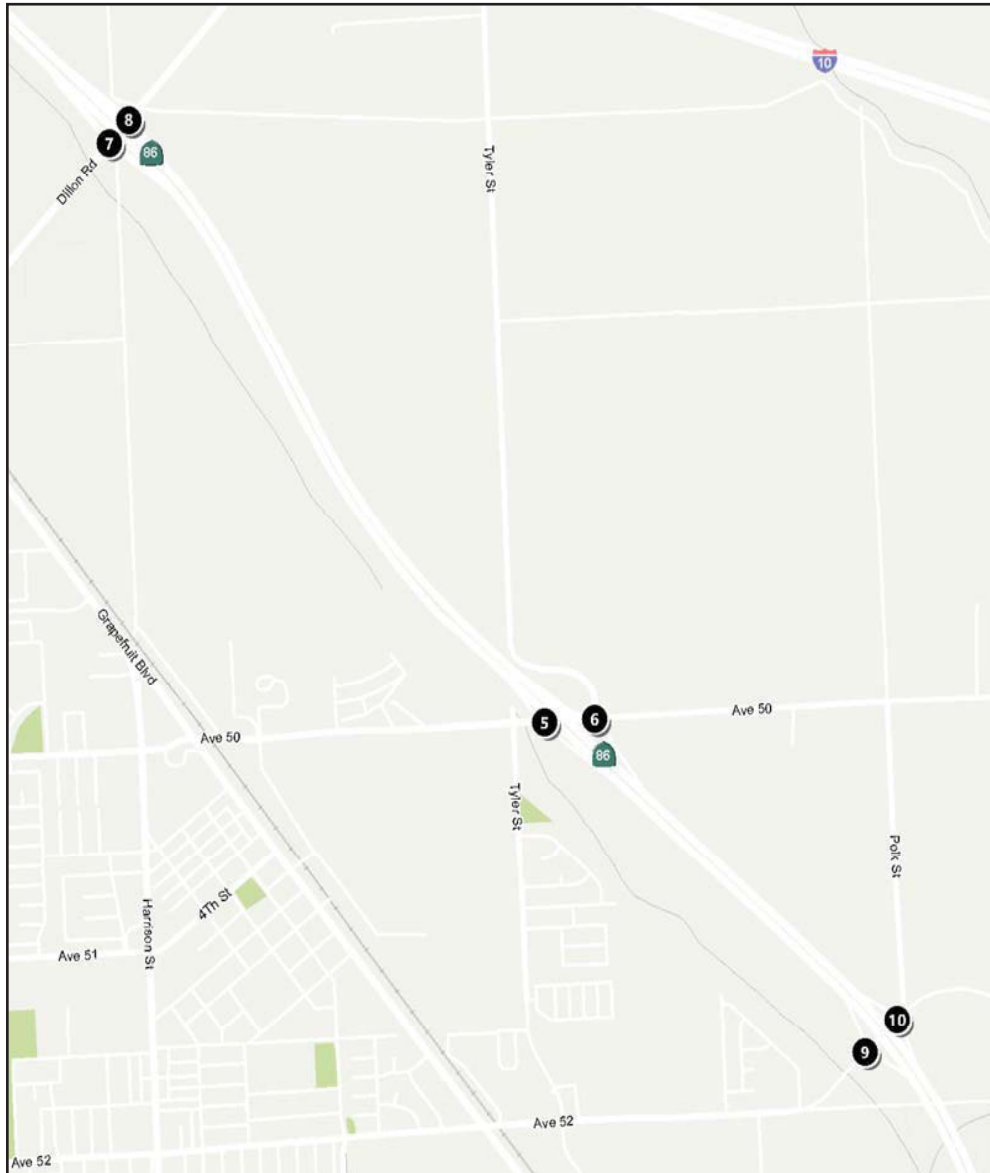 10
8
7
86
Dillon Rd
Tyler St
Grapefruit Blvd
Ave 50
5
6
Ave 50
86
Tyler St
Polk St
4Th St
Harrison St
Ave 51
10
9
Ave 52
Ave 52